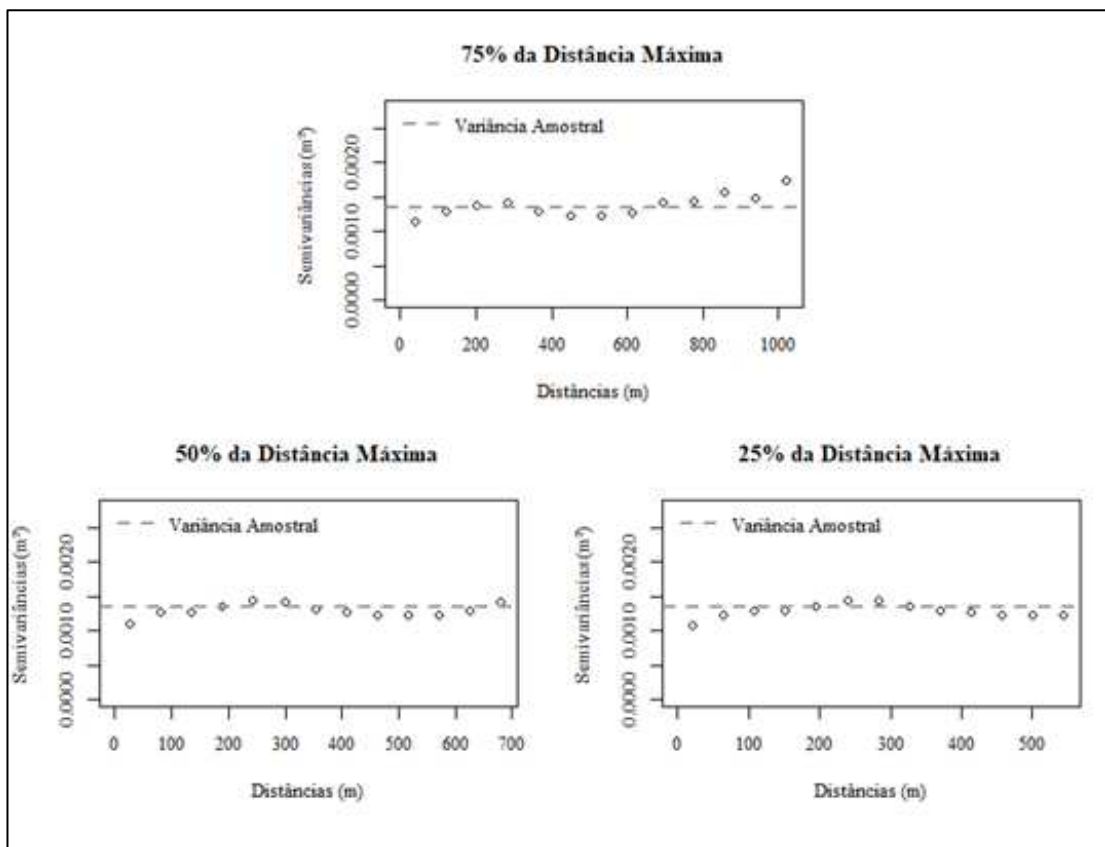 75% da Distância Máxima
Variância Amostral
Semivariâncias(m³)
0.0000 0.0010 0.0020
0 200 400 600 800 1000
Distâncias (m)
50% da Distância Máxima
Variância Amostral
Semivariâncias(m³)
0.0000 0.0010 0.0020
0 100 200 300 400 500 600 700
Distâncias (m)
25% da Distância Máxima
Variância Amostral
Semivariâncias(m³)
0.0000 0.0010 0.0020
0 100 200 300 400 500
Distâncias (m)